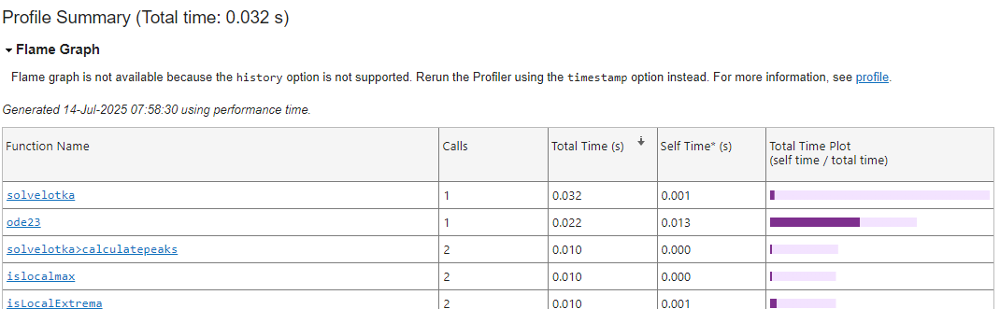 Profile Summary (Total time: 0.032 s)
Flame Graph
Flame graph is not available because the history option is not supported. Rerun the Profiler using the timestamp option instead. For more information, see profile.
Generated 14-Jul-2025 07:58:30 using performance time.
Function Name Calls Total Time (s) Self Time* (s) Total Time Plot
(self time / total time)
solvelotka 1 0.032 0.001
ode23 1 0.022 0.013
solvelotka>calculatepeaks 2 0.010 0.000
islocalmax 2 0.010 0.000
isLocalExtrema 2 0.010 0.001